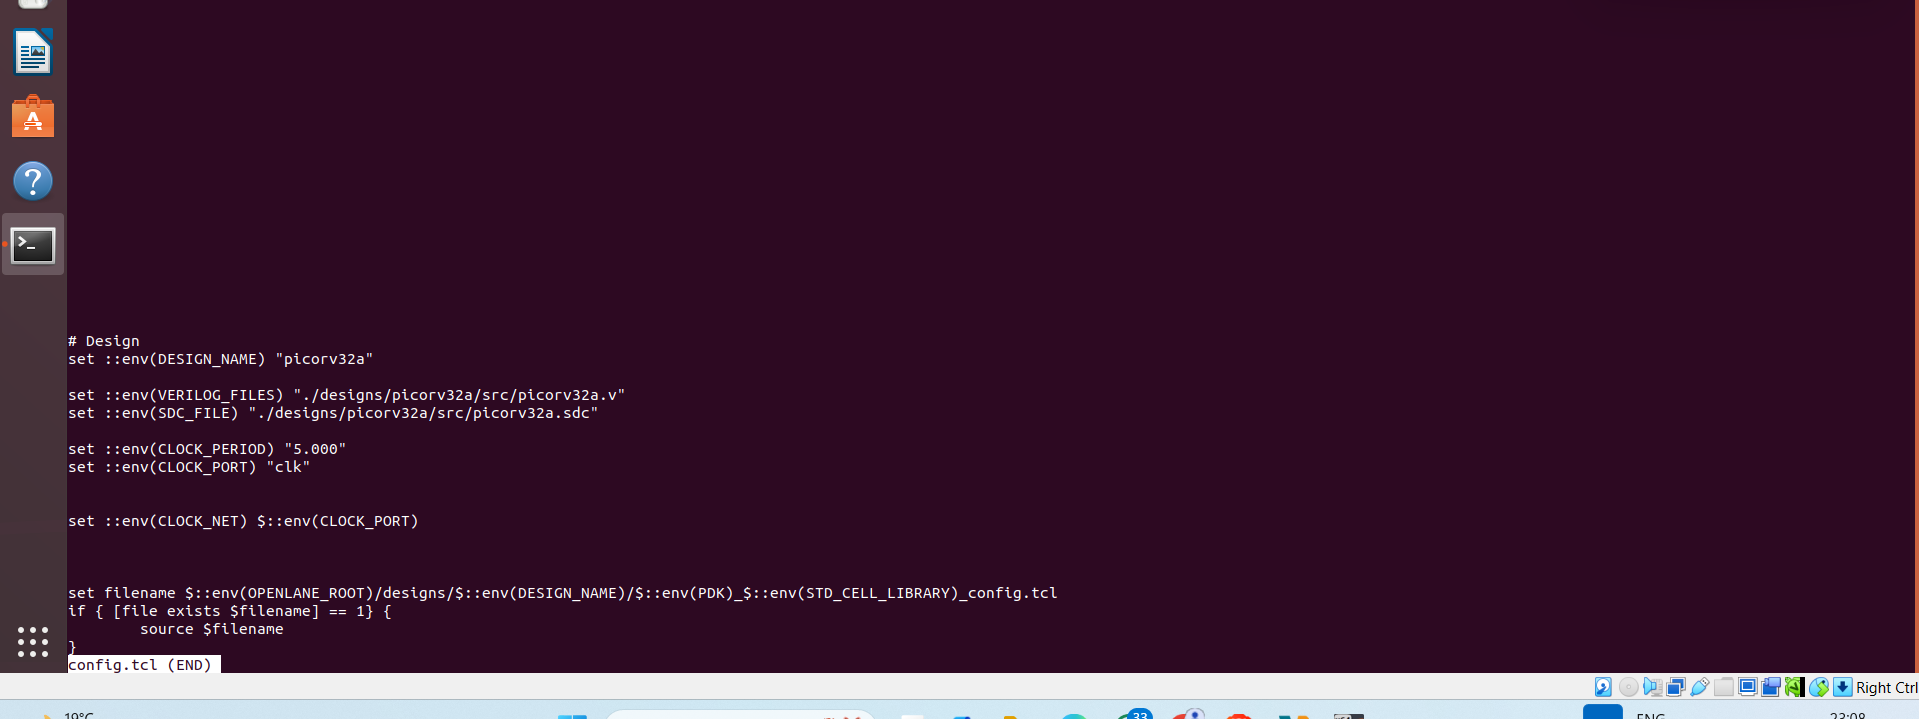 # Design
set ::env(DESIGN_NAME) "picorv32a"
set ::env(VERILOG_FILES) "./designs/picorv32a/src/picorv32a.v"
set ::env(SDC_FILE) "./designs/picorv32a/src/picorv32a.sdc"
set ::env(CLOCK_PERIOD) "5.000"
set ::env(CLOCK_PORT) "clk"
set ::env(CLOCK_NET) $::env(CLOCK_PORT)
set filename $::env(OPENLANE_ROOT)/designs/$::env(DESIGN_NAME)/$::env(PDK)_$::env(STD_CELL_LIBRARY)_config.tcl
if { [file exists $filename] == 1} {
        source $filename
}
config.tcl (END)
Right Ctrl
19°C
33
ENG
23:08